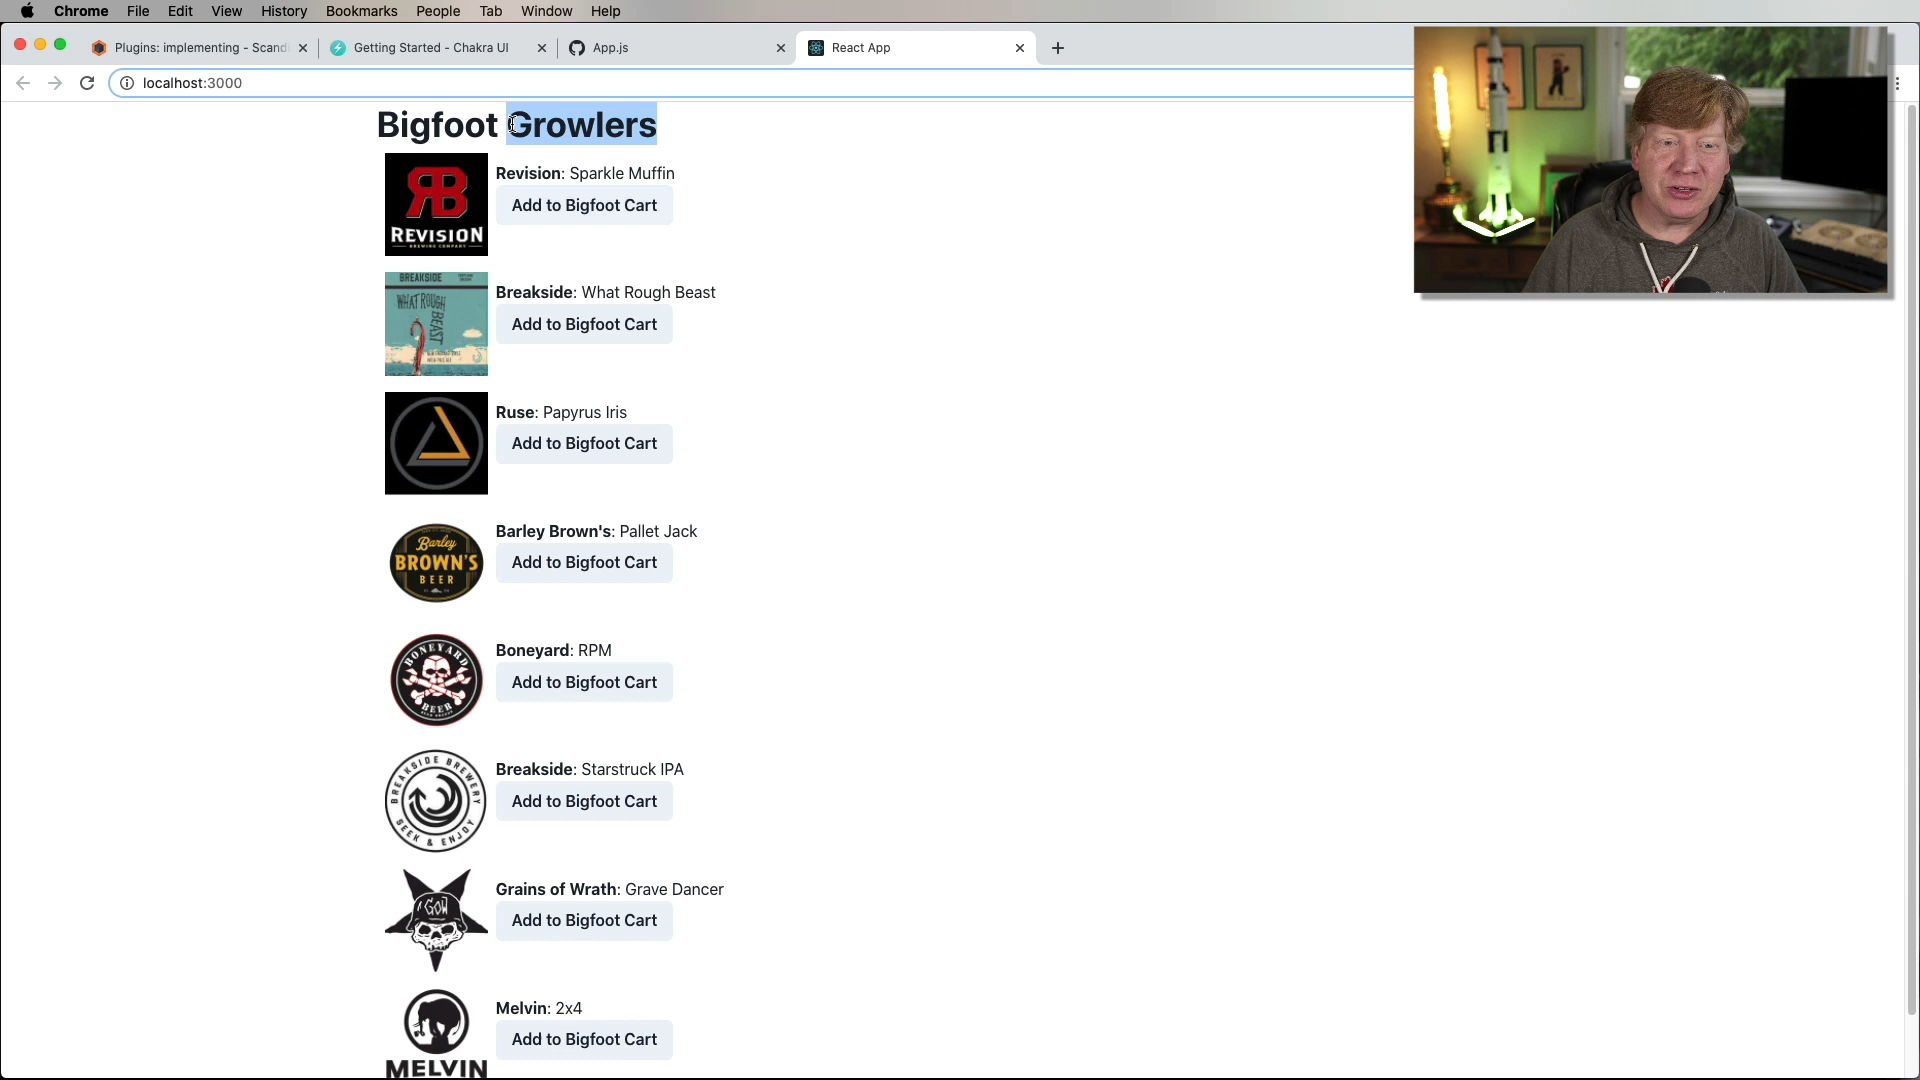 Chrome File Edit View History Bookmarks People Tab Window Help
Plugins: implementing - Scandi
Getting Started - Chakra UI
App.js
React App
localhost:3000
Bigfoot Growlers
RB
REVISION
BREWING COMPANY
Revision: Sparkle Muffin
Add to Bigfoot Cart
BREAKSIDE
WHAT ROUGH BEAST
Breakside: What Rough Beast
Add to Bigfoot Cart
Ruse: Papyrus Iris
Add to Bigfoot Cart
Barley
BROWN'S
BEER
Barley Brown's: Pallet Jack
Add to Bigfoot Cart
BONEYARD
BEER
Boneyard: RPM
Add to Bigfoot Cart
BREAKSIDE BREWERY
SEEK & ENJOY
Breakside: Starstruck IPA
Add to Bigfoot Cart
GOW
Grains of Wrath: Grave Dancer
Add to Bigfoot Cart
MELVIN
Melvin: 2x4
Add to Bigfoot Cart